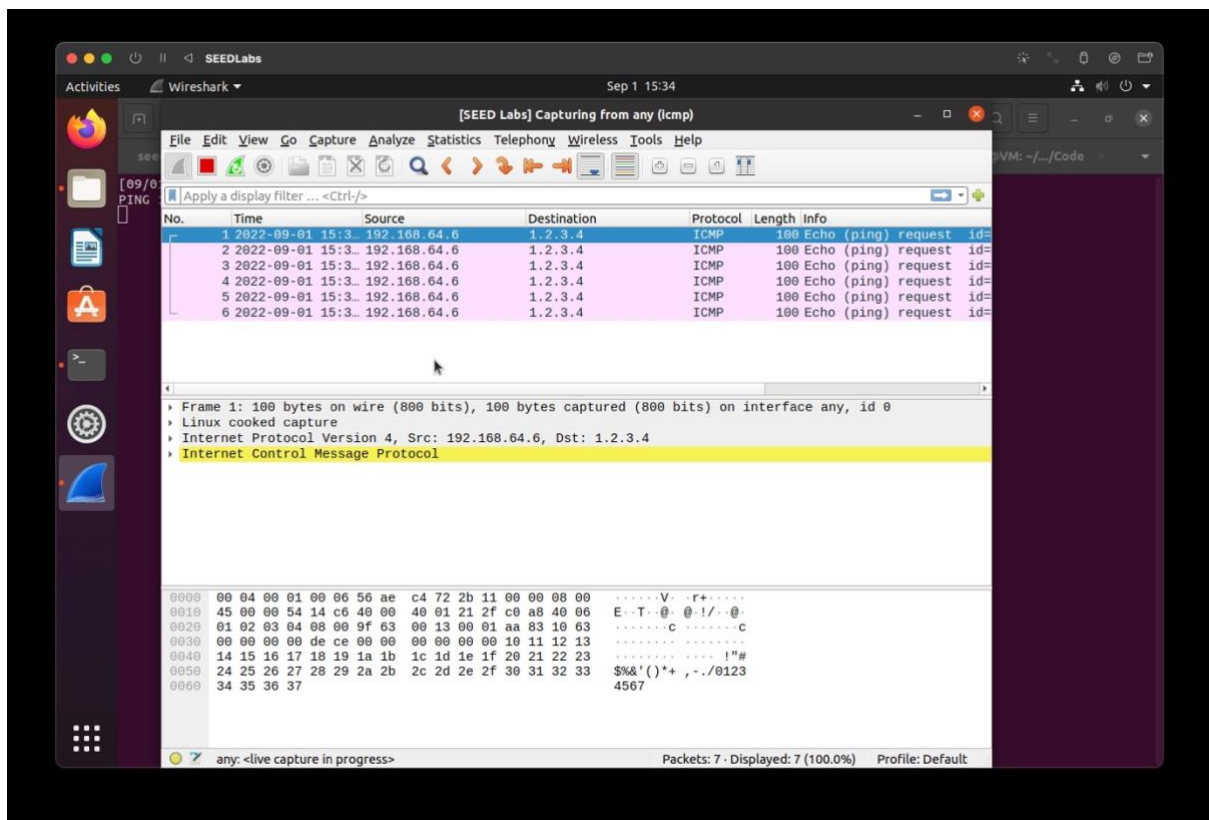 SEEDLabs
Activities Wireshark Sep 1 15:34
[SEED Labs] Capturing from any (icmp)
File Edit View Go Capture Analyze Statistics Telephony Wireless Tools Help
see
VM: ~/.../Code
[09/0
PING
Apply a display filter ... <Ctrl-/>
No. Time Source Destination Protocol Length Info
1 2022-09-01 15:3… 192.168.64.6 1.2.3.4 ICMP 100 Echo (ping) request id=
2 2022-09-01 15:3… 192.168.64.6 1.2.3.4 ICMP 100 Echo (ping) request id=
3 2022-09-01 15:3… 192.168.64.6 1.2.3.4 ICMP 100 Echo (ping) request id=
4 2022-09-01 15:3… 192.168.64.6 1.2.3.4 ICMP 100 Echo (ping) request id=
5 2022-09-01 15:3… 192.168.64.6 1.2.3.4 ICMP 100 Echo (ping) request id=
6 2022-09-01 15:3… 192.168.64.6 1.2.3.4 ICMP 100 Echo (ping) request id=
Frame 1: 100 bytes on wire (800 bits), 100 bytes captured (800 bits) on interface any, id 0
Linux cooked capture
Internet Protocol Version 4, Src: 192.168.64.6, Dst: 1.2.3.4
Internet Control Message Protocol
0000 00 04 00 01 00 06 56 ae c4 72 2b 11 00 00 08 00 ······V· ·r+·····
0010 45 00 00 54 14 c6 40 00 40 01 21 2f c0 a8 40 06 E··T··@· @·!/··@·
0020 01 02 03 04 08 00 9f 63 00 13 00 01 aa 83 10 63 ·······c ·······c
0030 00 00 00 00 de ce 00 00 00 00 00 00 10 11 12 13 ········ ········
0040 14 15 16 17 18 19 1a 1b 1c 1d 1e 1f 20 21 22 23 ········ ···· !"#
0050 24 25 26 27 28 29 2a 2b 2c 2d 2e 2f 30 31 32 33 $%&'()*+ ,-./0123
0060 34 35 36 37 4567
any: <live capture in progress> Packets: 7 · Displayed: 7 (100.0%) Profile: Default